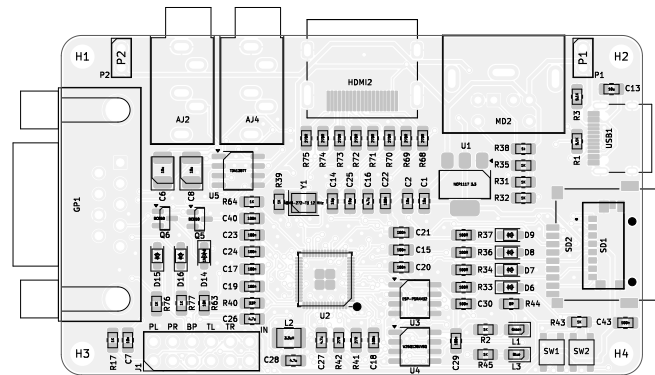 H1
P2
P2
AJ2
AJ4
HDMI2
MD2
P1
P1
H2
C13
R3
R1
USB1
GP1
C6
C8
U5
R75
R74
R73
R72
R71
R70
R69
R68
U1
R38
R35
R31
R32
R39
Y1
C14
C25
C16
C22
C2
C1
R64
C40
C23
C24
C17
C19
R40
C26
Q6
Q5
D15
D16
D14
R76
R77
R63
C21
C15
C20
R37
D9
R36
D8
R34
D7
R33
D6
C30
R44
SD2
SD1
U2
U3
U4
H3
R17
C7
J1
PL
PR
BP
TL
TR
IN
L2
C28
C27
R42
R41
C18
C29
R2
R45
L1
L3
R43
C43
SW1
SW2
H4